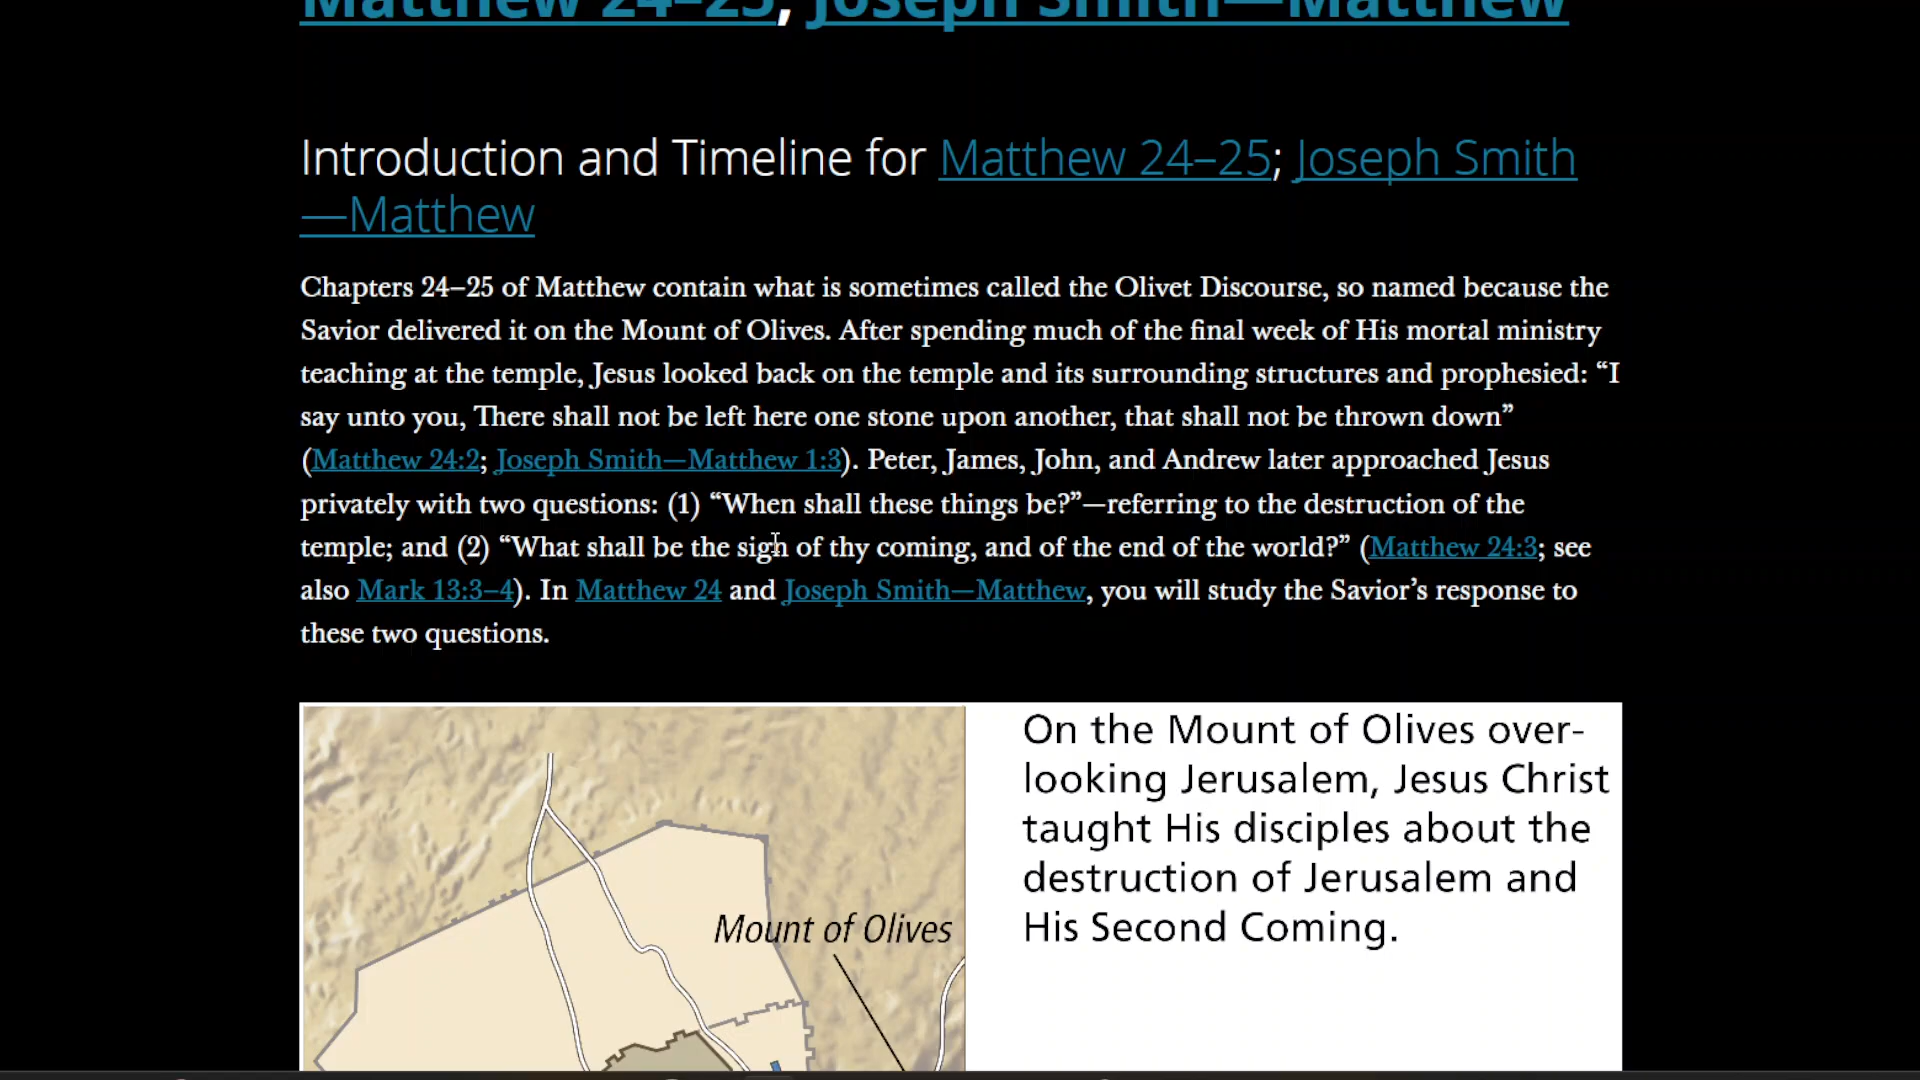 Matthew 24–25, Joseph Smith—Matthew
Introduction and Timeline for Matthew 24–25; Joseph Smith
—Matthew
Chapters 24–25 of Matthew contain what is sometimes called the Olivet Discourse, so named because the
Savior delivered it on the Mount of Olives. After spending much of the final week of His mortal ministry
teaching at the temple, Jesus looked back on the temple and its surrounding structures and prophesied: “I
say unto you, There shall not be left here one stone upon another, that shall not be thrown down”
(Matthew 24:2; Joseph Smith—Matthew 1:3). Peter, James, John, and Andrew later approached Jesus
privately with two questions: (1) “When shall these things be?”—referring to the destruction of the
temple; and (2) “What shall be the sign of thy coming, and of the end of the world?” (Matthew 24:3; see
also Mark 13:3–4). In Matthew 24 and Joseph Smith—Matthew, you will study the Savior’s response to
these two questions.
On the Mount of Olives over-
looking Jerusalem, Jesus Christ
taught His disciples about the
destruction of Jerusalem and
His Second Coming.
Mount of Olives